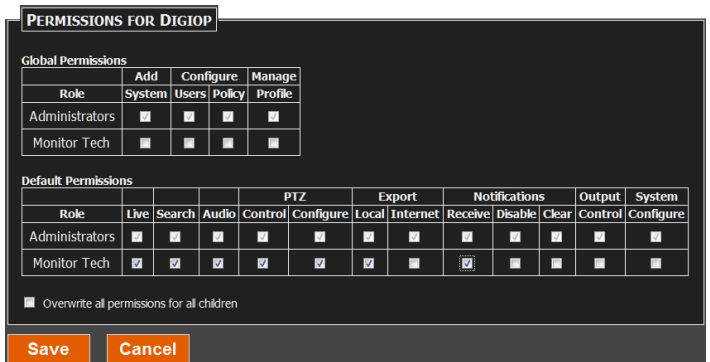 PERMISSIONS FOR DIGIOP
Global Permissions
Add Configure Manage
Role System Users Policy Profile
Administrators
Monitor Tech
Default Permissions
PTZ Export Notifications Output System
Role Live Search Audio Control Configure Local Internet Receive Disable Clear Control Configure
Administrators
Monitor Tech
Overwrite all permissions for all children
Save Cancel